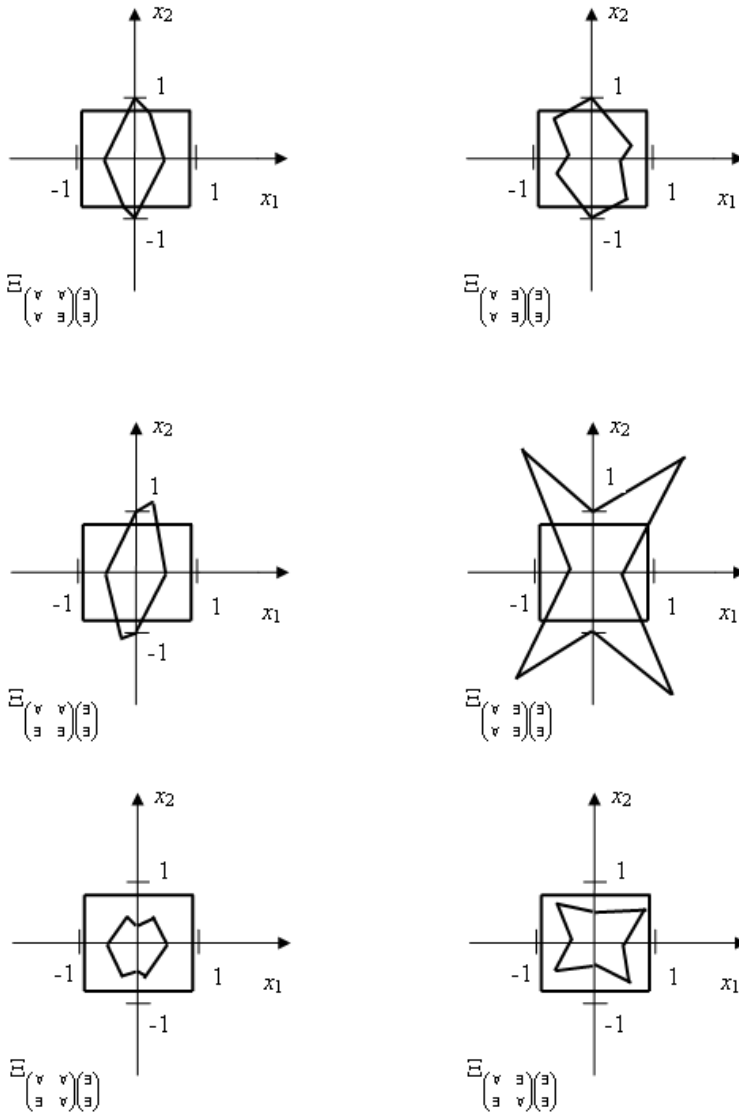 x₂ x₂
1 1
-1 1 x₁ -1 1 x₁
-1 -1
Ξ
(∀ ∀)(∃) (∀ ∃)(∃)
(∀ ∃)(∃) (∀ ∃)(∃)
x₂ x₂
1 1
-1 1 x₁ -1 1 x₁
-1 -1
Ξ Ξ
(∀ ∀)(∃) (∀ ∃)(∃)
(∃ ∃)(∃) (∀ ∃)(∃)
x₂ x₂
1 1
-1 1 x₁ -1 1 x₁
-1 -1
Ξ Ξ
(∀ ∀)(∃) (∀ ∃)(∃)
(∃ ∀)(∃) (∃ ∀)(∃)